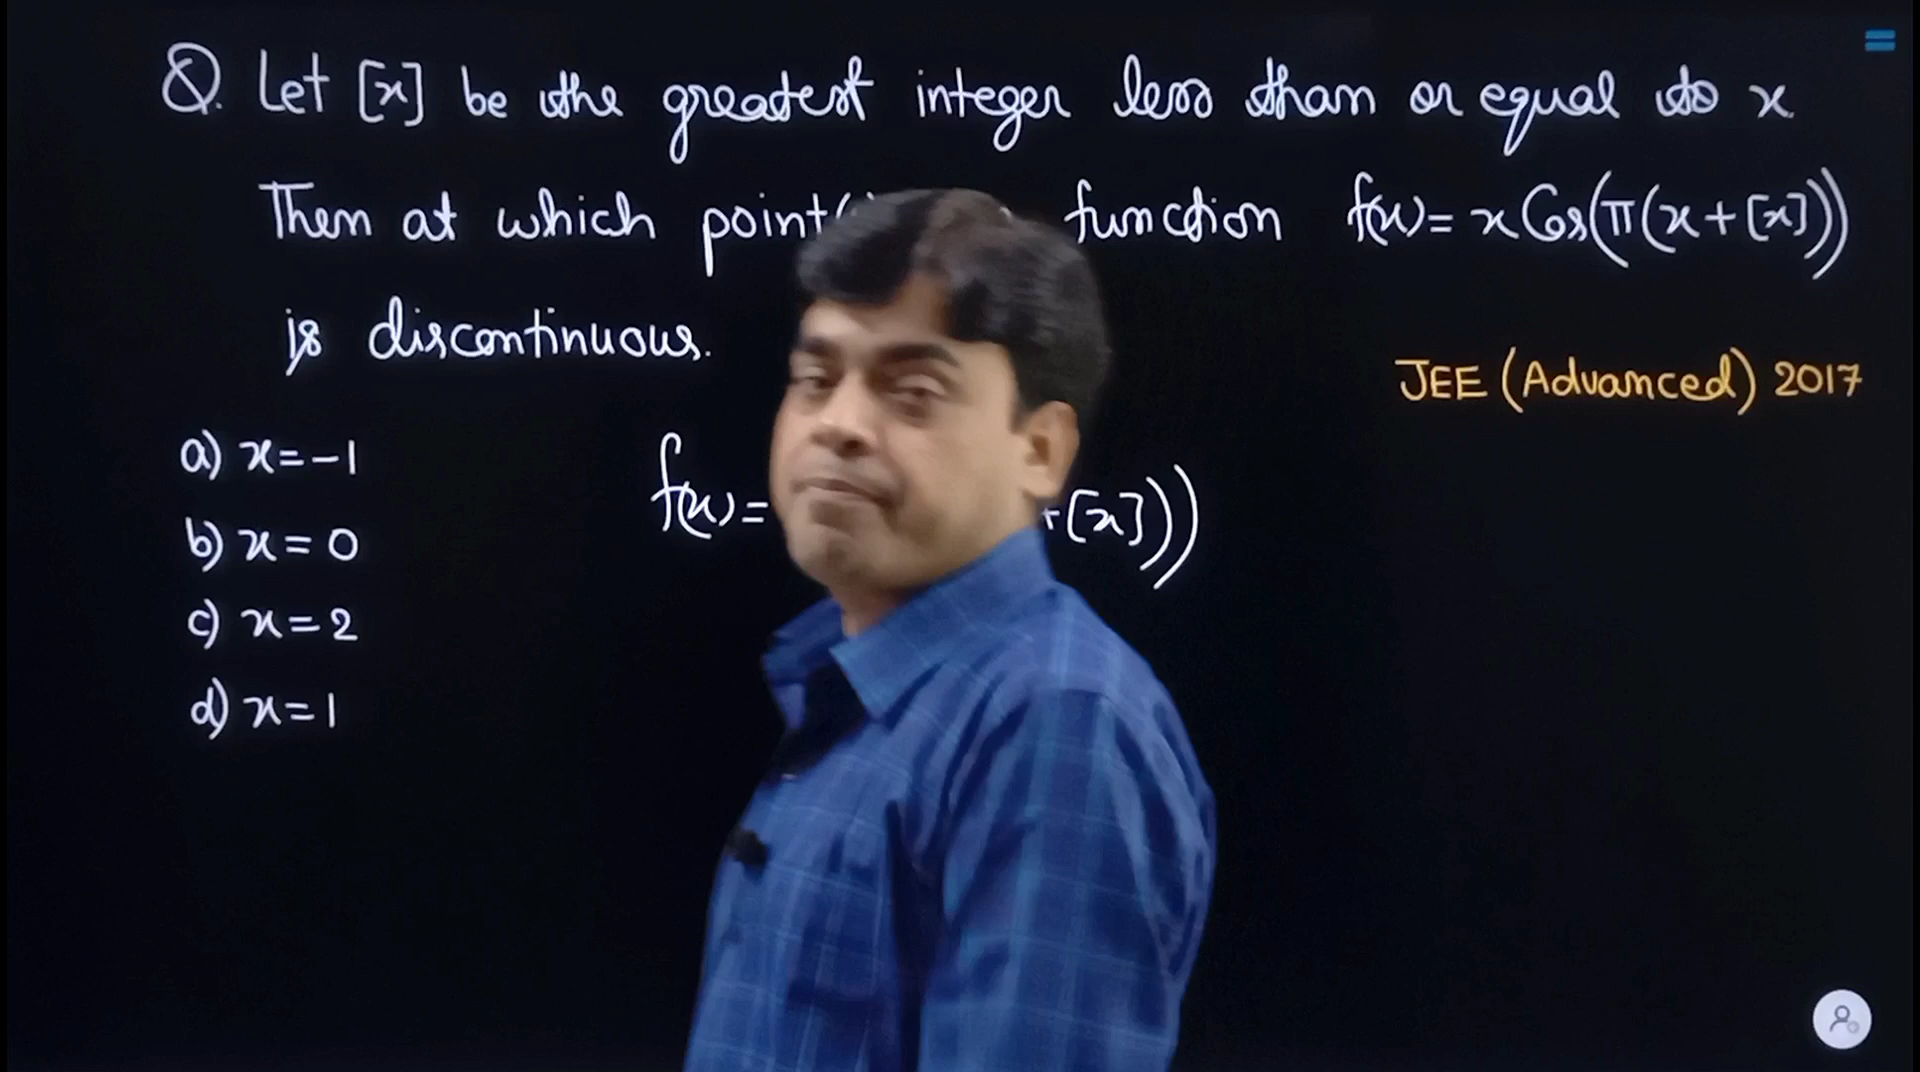 Q. Let [x] be the greatest integer less than or equal to x.
Then at which function f(x)= x Cos(π(x+[x]))
is discontinuous.
JEE (Advanced) 2017
a) x=-1
b) x=0
c) x=2
d) x=1
f(x)= +[x]))